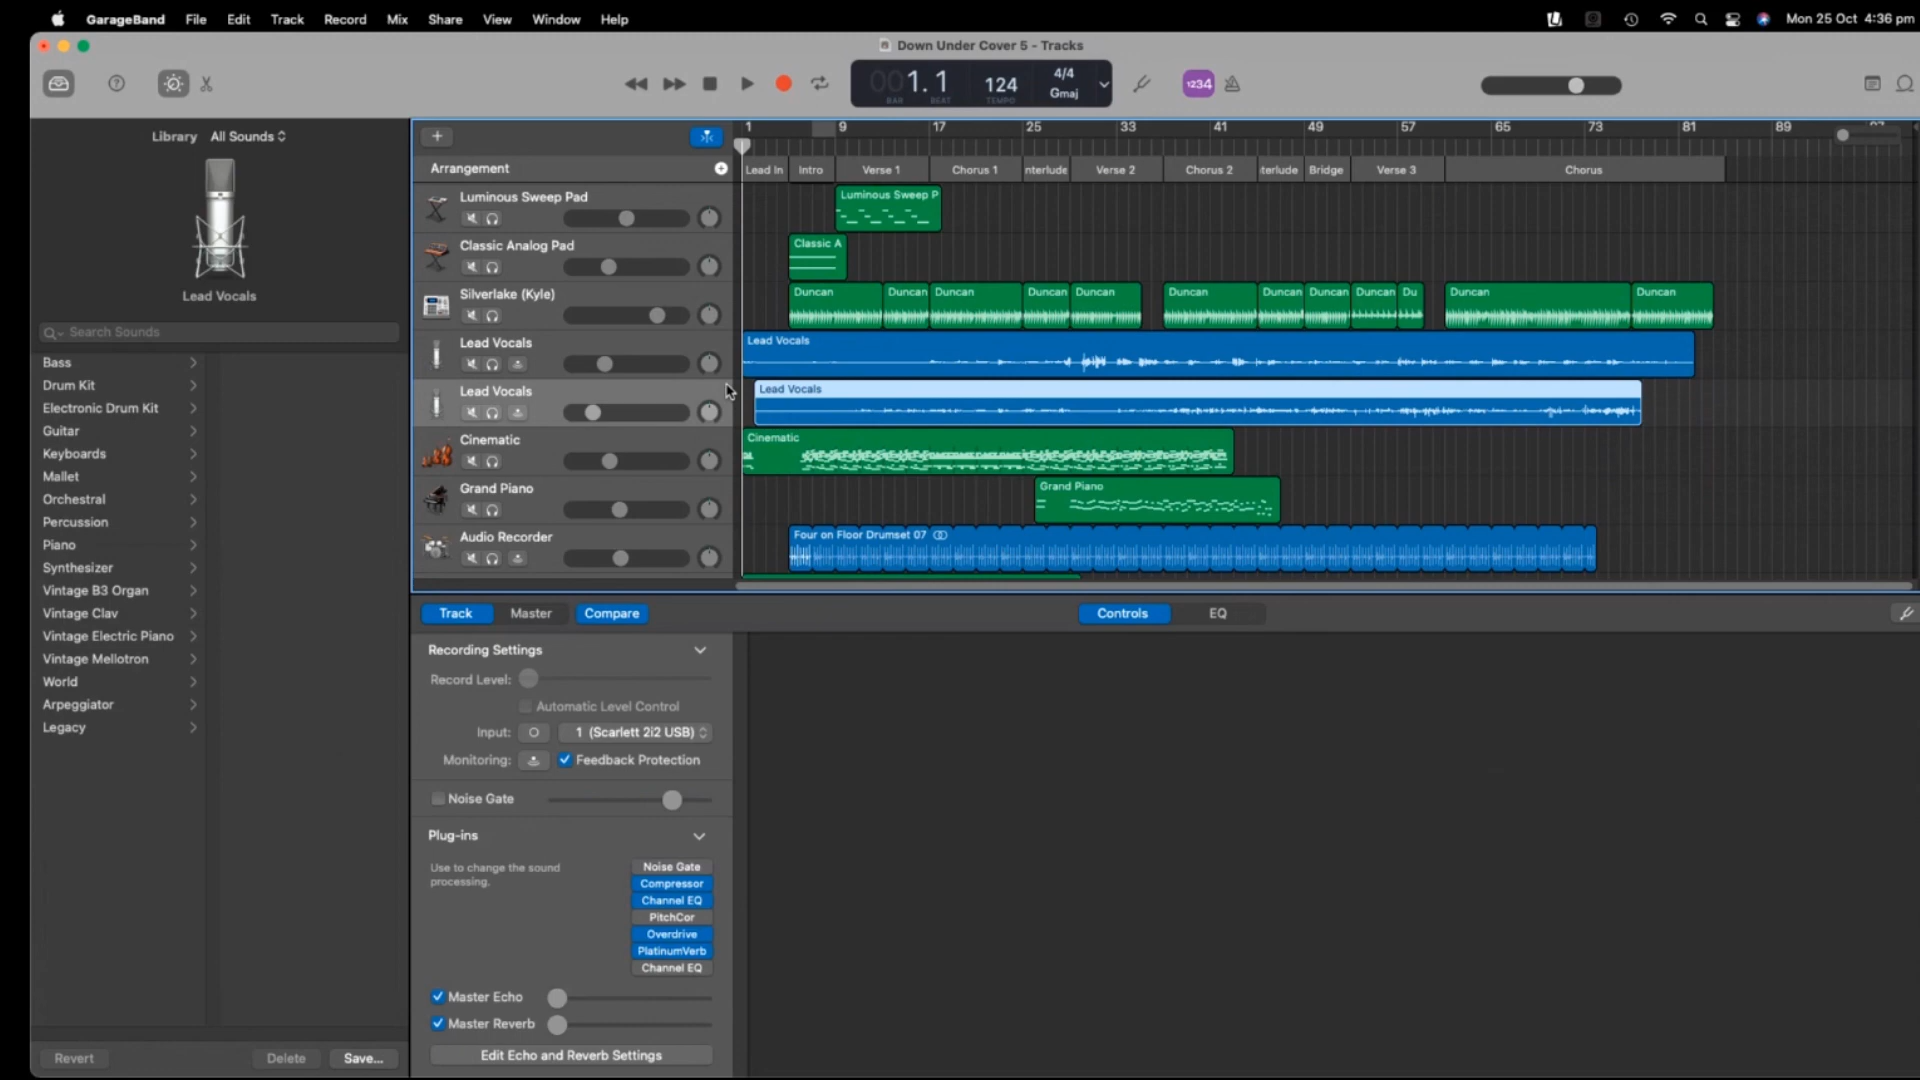 GarageBand File Edit Track Record Mix Share View Window Help
Mon 25 Oct 4:36 pm
Down Under Cover 5 - Tracks
001.1
BAR BEAT
124
TEMPO
4/4
Gmaj
1234
Library All Sounds
Lead Vocals
Search Sounds
Bass
Drum Kit
Electronic Drum Kit
Guitar
Keyboards
Mallet
Orchestral
Percussion
Piano
Synthesizer
Vintage B3 Organ
Vintage Clav
Vintage Electric Piano
Vintage Mellotron
World
Arpeggiator
Legacy
Revert Delete Save...
1 9 17 25 33 41 49 57 65 73 81 89
Arrangement
Lead In Intro Verse 1 Chorus 1 nterlude Verse 2 Chorus 2 terlude Bridge Verse 3 Chorus
Luminous Sweep Pad
Luminous Sweep P
Classic Analog Pad
Classic A
Silverlake (Kyle)
Duncan Duncan Duncan Duncan Duncan Duncan Duncan Duncan Duncan Du Duncan Duncan
Lead Vocals
Lead Vocals
Lead Vocals
Lead Vocals
Cinematic
Cinematic
Grand Piano
Grand Piano
Audio Recorder
Four on Floor Drumset 07
Track Master Compare Controls EQ
Recording Settings
Record Level:
Automatic Level Control
Input: 1 (Scarlett 2i2 USB)
Monitoring: Feedback Protection
Noise Gate
Plug-ins
Use to change the sound
processing.
Noise Gate
Compressor
Channel EQ
PitchCor
Overdrive
PlatinumVerb
Channel EQ
Master Echo
Master Reverb
Edit Echo and Reverb Settings